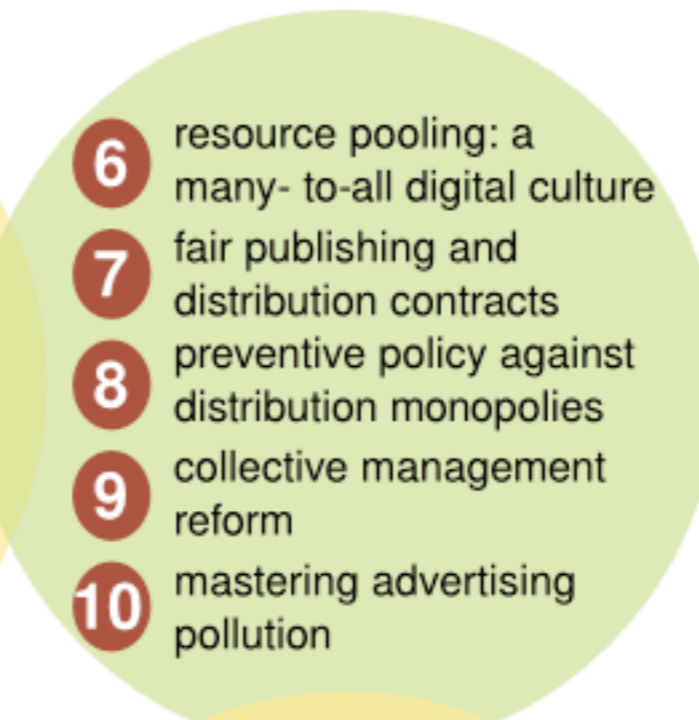 6 resource pooling: a
many- to-all digital culture
7 fair publishing and
distribution contracts
8 preventive policy against
distribution monopolies
9 collective management
reform
10 mastering advertising
pollution